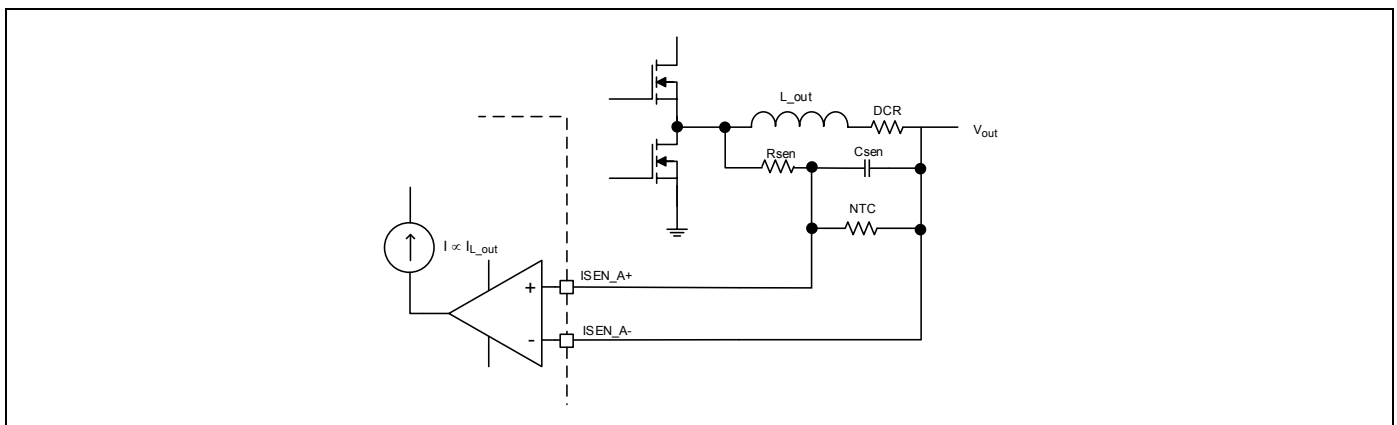 L_out
DCR
Vout
Rsen
Csen
NTC
I ∝ IL_out
ISEN_A+
+
ISEN_A-
-